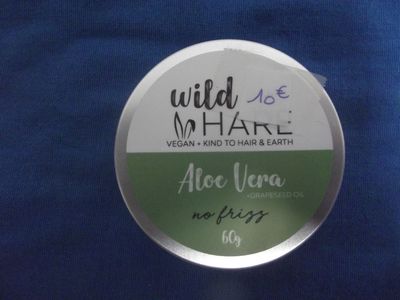 wild
10€
HARE
VEGAN + KIND TO HAIR & EARTH
Aloe Vera
+GRAPESEED OIL
no frizz
60g